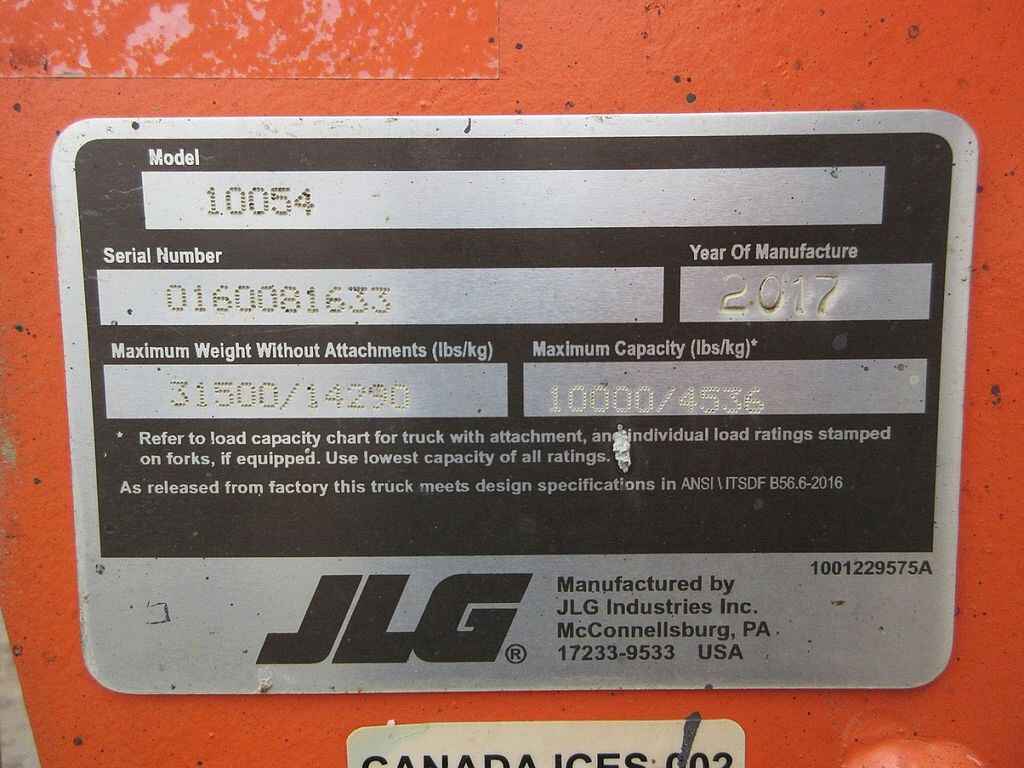 Model
10054
Serial Number
Year Of Manufacture
0160081633
2017
Maximum Weight Without Attachments (lbs/kg)
Maximum Capacity (lbs/kg)*
31500/14290
10000/4536
* Refer to load capacity chart for truck with attachment, and individual load ratings stamped
on forks, if equipped. Use lowest capacity of all ratings.
As released from factory this truck meets design specifications in ANSI \ ITSDF B56.6-2016
1001229575A
JLG®
Manufactured by
JLG Industries Inc.
McConnellsburg, PA
17233-9533 USA
CANADA ICES 002